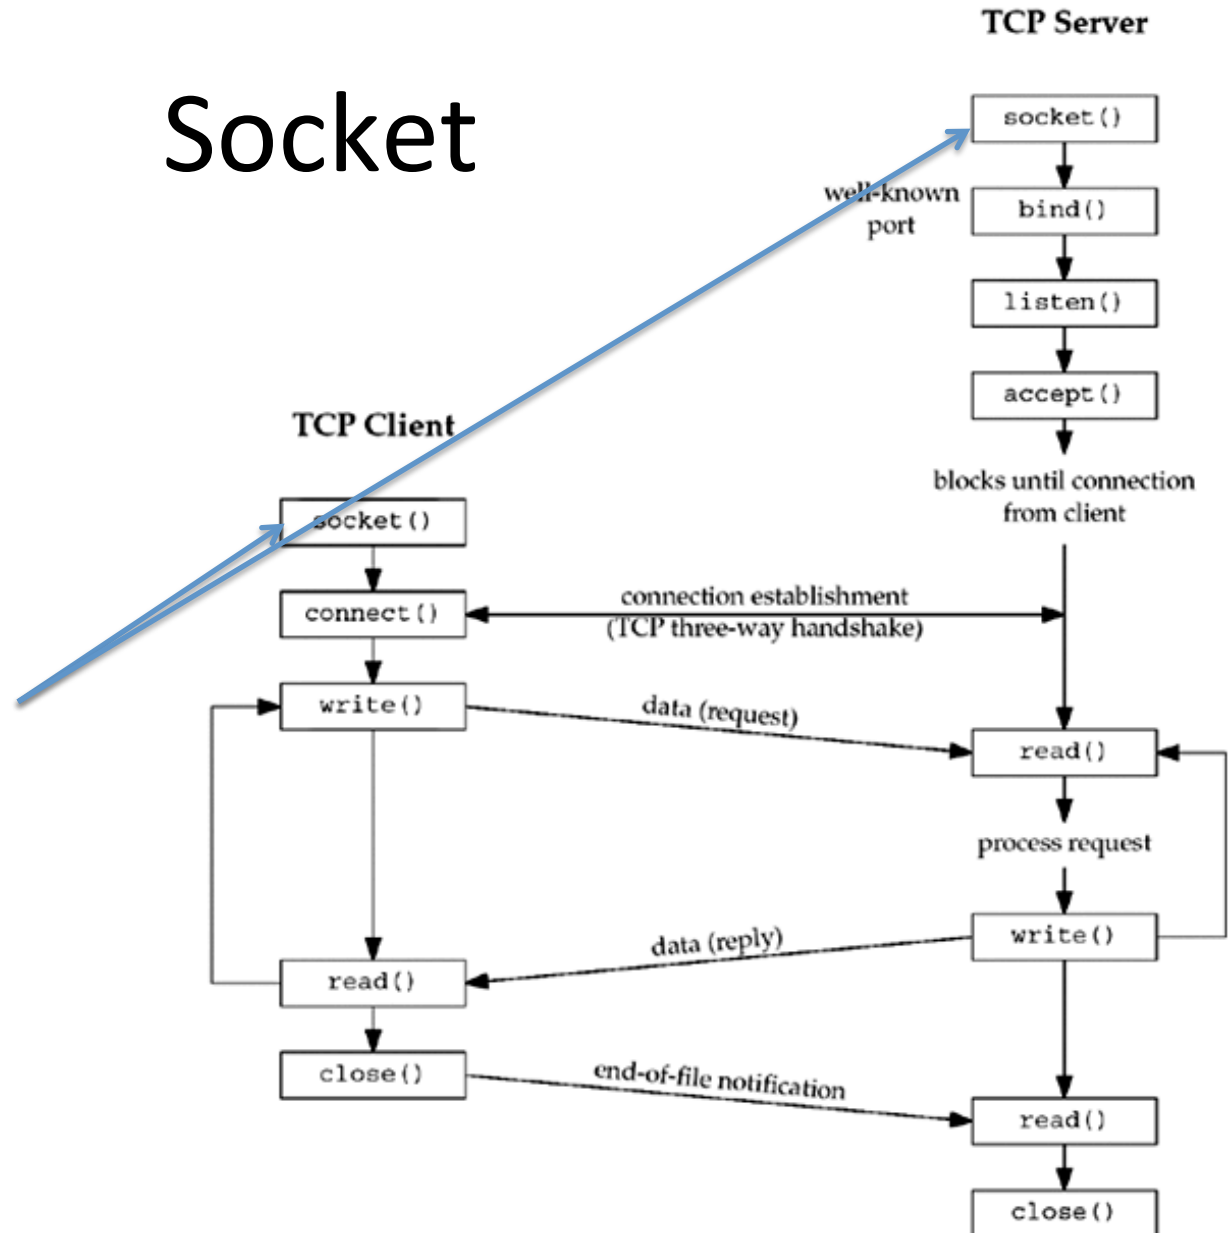 TCP Server
Socket
socket()
well-known
port
bind()
listen()
accept()
blocks until connection
from client
TCP Client
socket()
connect()
connection establishment
(TCP three-way handshake)
write()
data (request)
read()
process request
write()
data (reply)
read()
close()
end-of-file notification
read()
close()